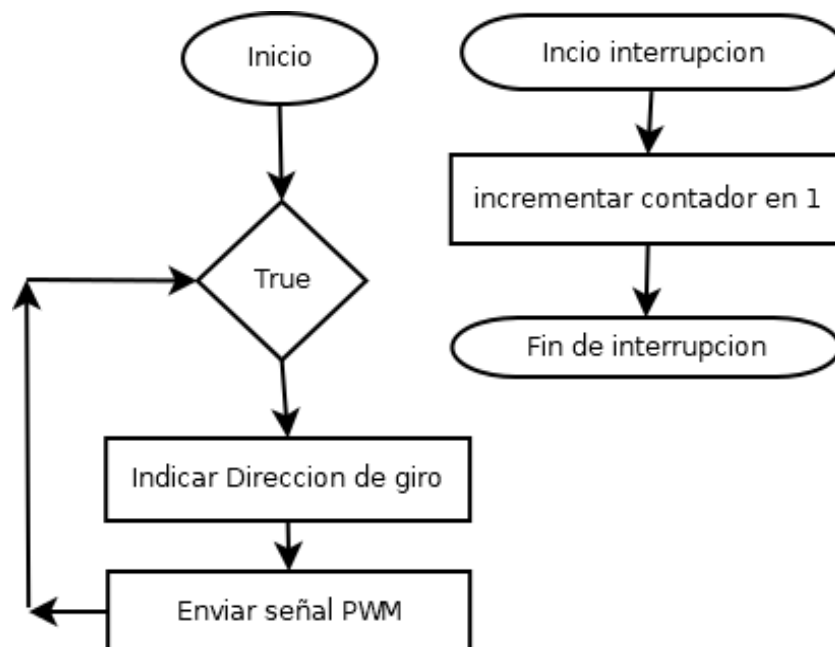 Inicio
True
Indicar Direccion de giro
Enviar señal PWM
Incio interrupcion
incrementar contador en 1
Fin de interrupcion